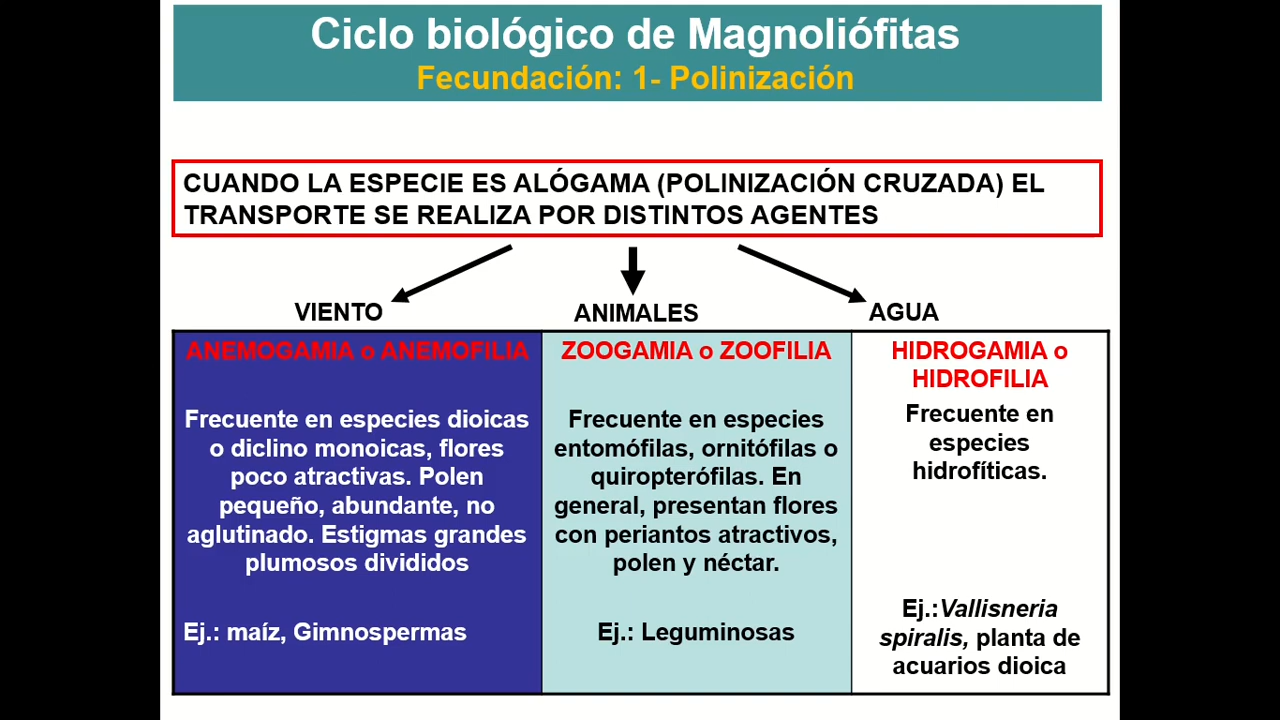 Ciclo biológico de Magnoliófitas
Fecundación: 1- Polinización
CUANDO LA ESPECIE ES ALÓGAMA (POLINIZACIÓN CRUZADA) EL
TRANSPORTE SE REALIZA POR DISTINTOS AGENTES
VIENTO
ANIMALES
AGUA
ANEMOGAMIA o ANEMOFILIA
Frecuente en especies dioicas
o diclino monoicas, flores
poco atractivas. Polen
pequeño, abundante, no
aglutinado. Estigmas grandes
plumosos divididos
Ej.: maíz, Gimnospermas
ZOOGAMIA o ZOOFILIA
Frecuente en especies
entomófilas, ornitófilas o
quiropterófilas. En
general, presentan flores
con periantos atractivos,
polen y néctar.
Ej.: Leguminosas
HIDROGAMIA o
HIDROFILIA
Frecuente en
especies
hidrofíticas.
Ej.:Vallisneria
spiralis, planta de
acuarios dioica